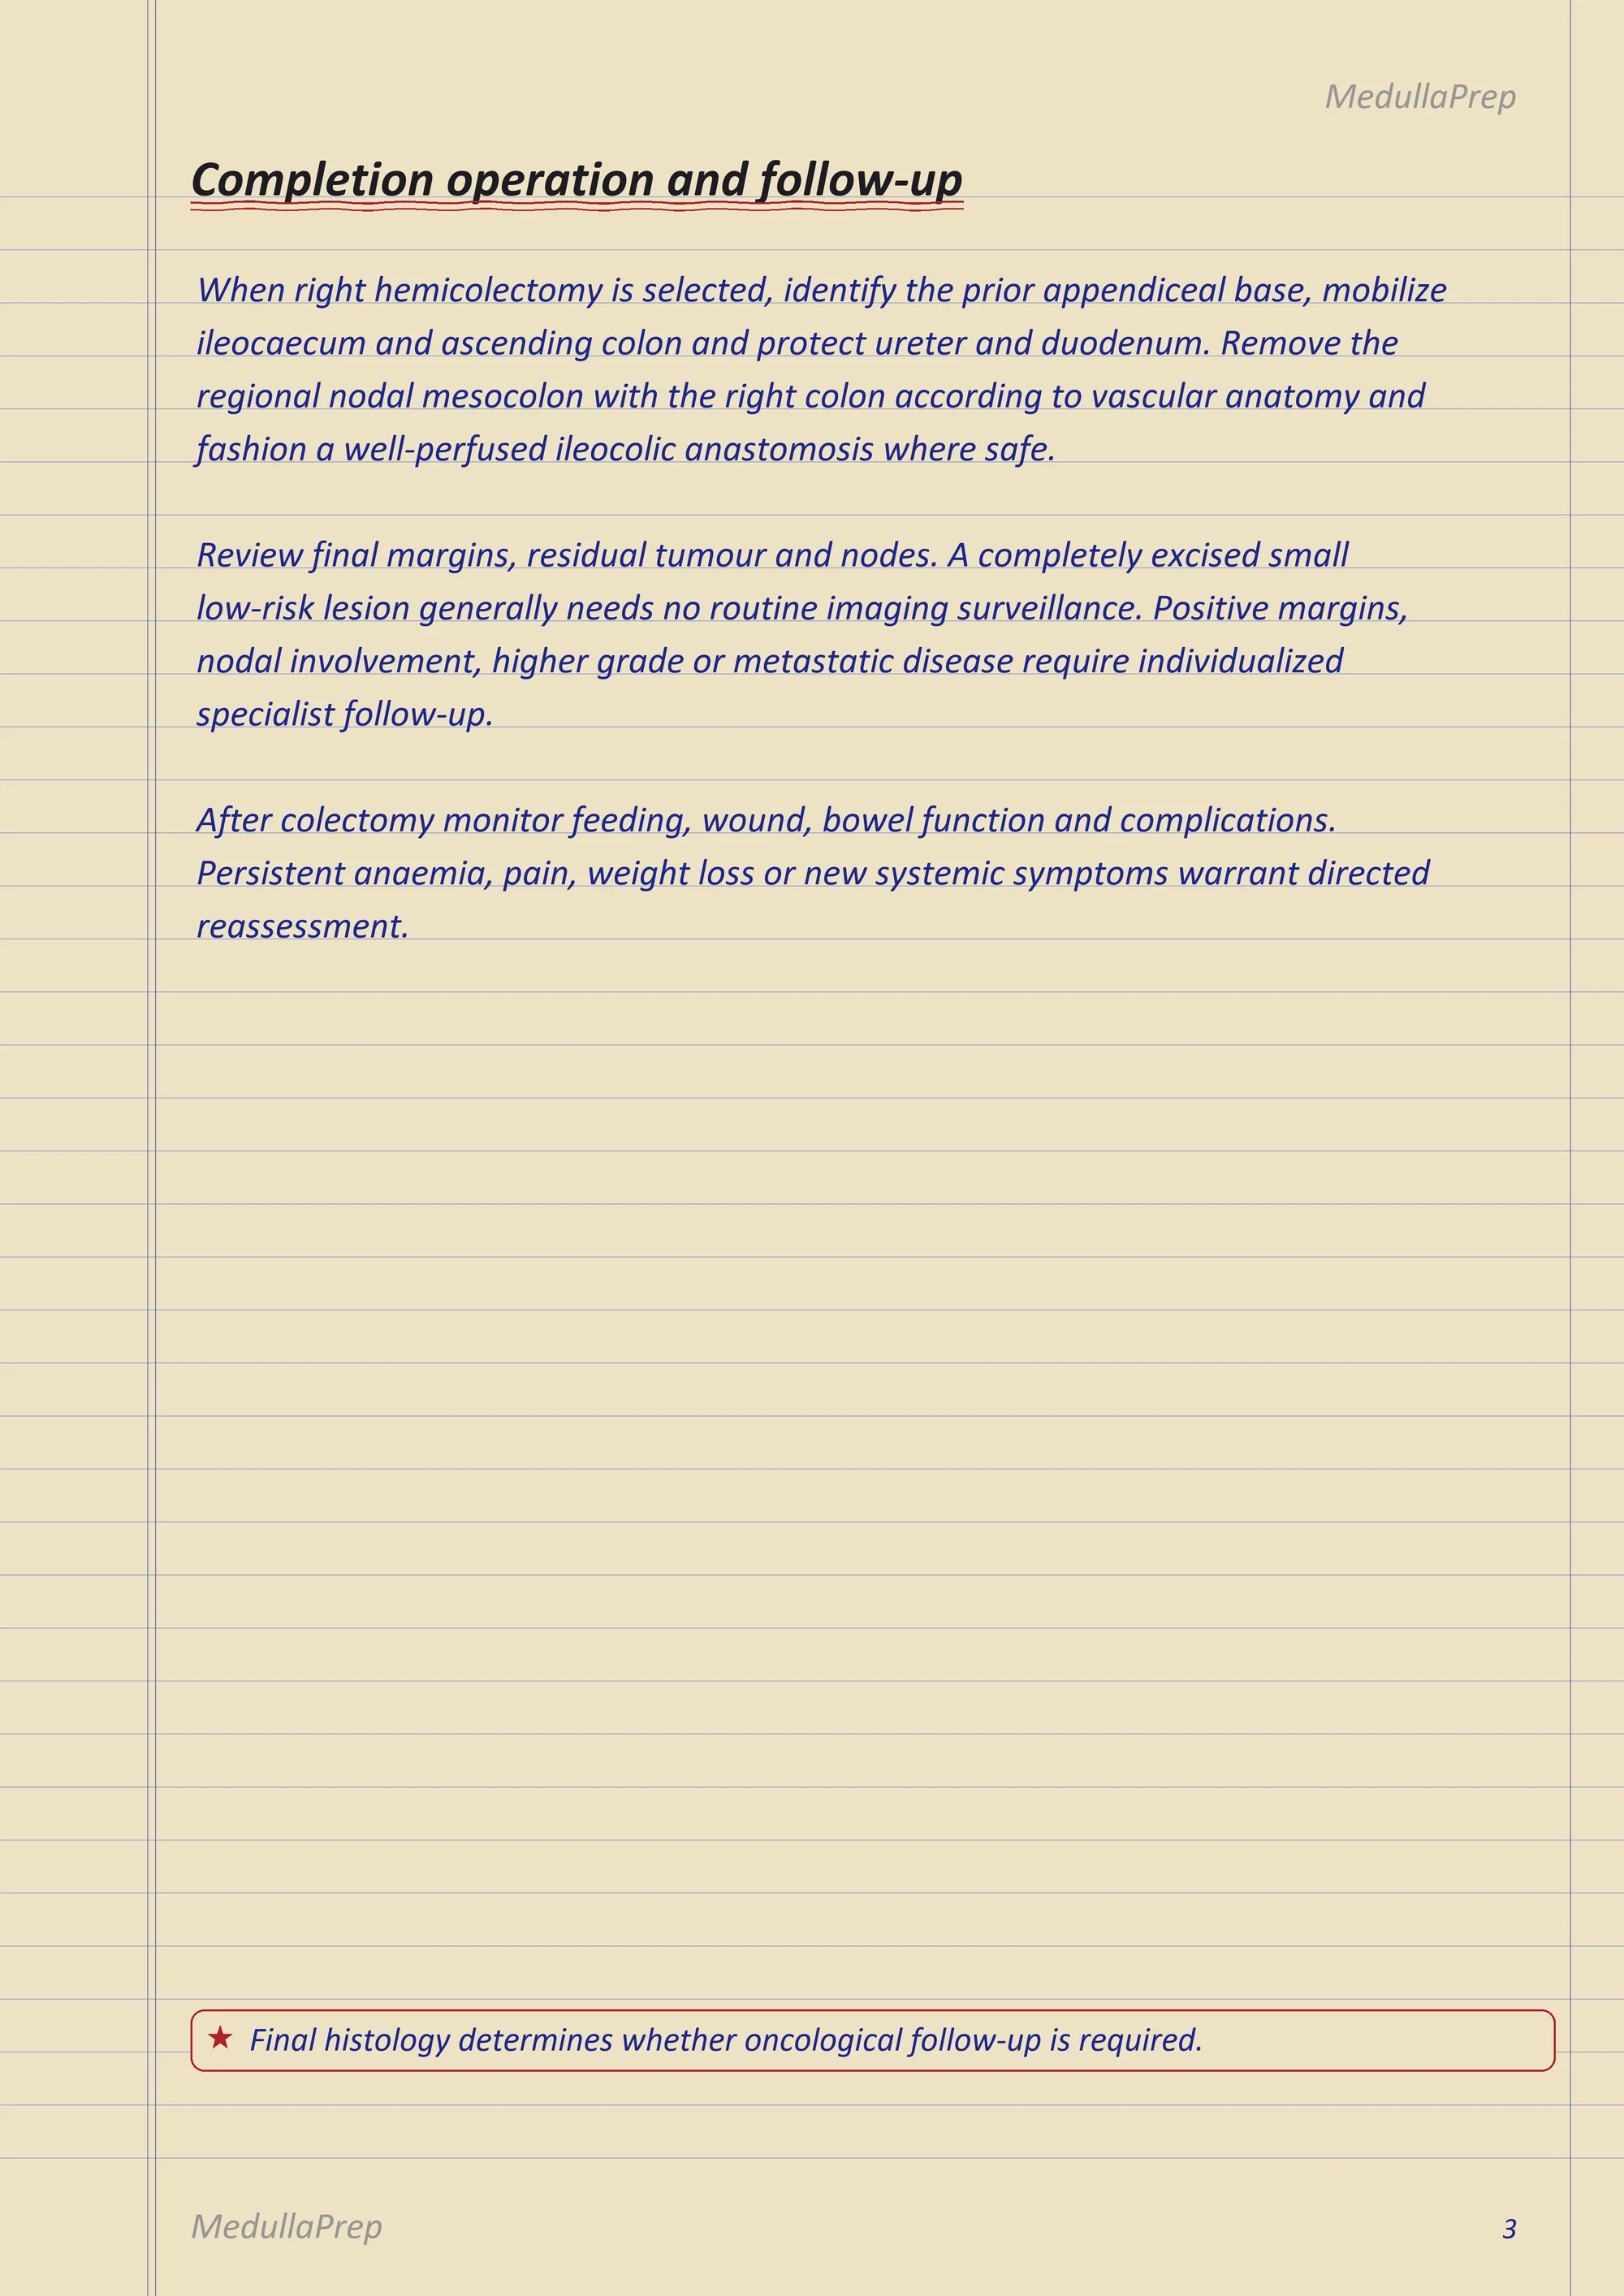 MedullaPrep
Completion operation and follow-up
When right hemicolectomy is selected, identify the prior appendiceal base, mobilize
ileocaecum and ascending colon and protect ureter and duodenum. Remove the
regional nodal mesocolon with the right colon according to vascular anatomy and
fashion a well-perfused ileocolic anastomosis where safe.
Review final margins, residual tumour and nodes. A completely excised small
low-risk lesion generally needs no routine imaging surveillance. Positive margins,
nodal involvement, higher grade or metastatic disease require individualized
specialist follow-up.
After colectomy monitor feeding, wound, bowel function and complications.
Persistent anaemia, pain, weight loss or new systemic symptoms warrant directed
reassessment.
★ Final histology determines whether oncological follow-up is required.
MedullaPrep
3